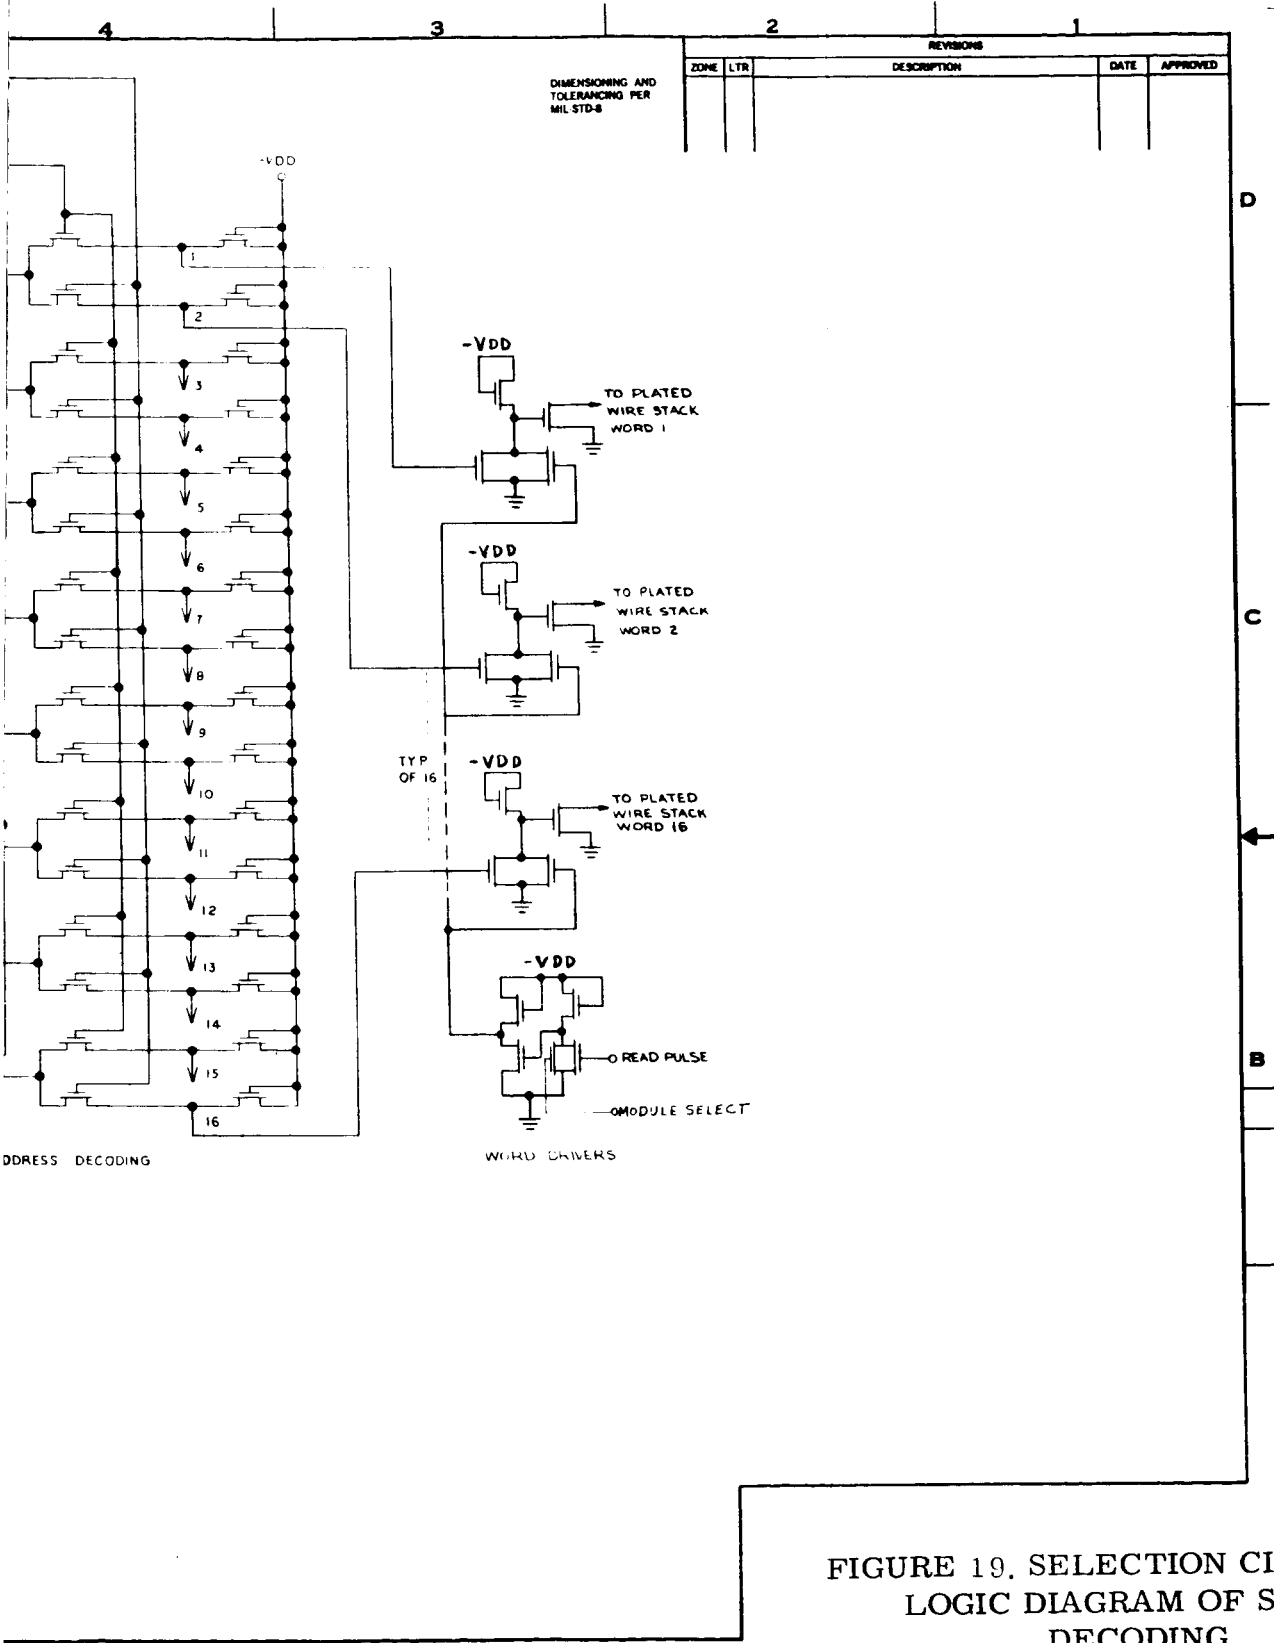 4
3
2
1
REVISIONS
ZONE LTR DESCRIPTION DATE APPROVED
DIMENSIONING AND
TOLERANCING PER
MIL-STD-8
-VDD
D
1
2
3
4
5
6
7
8
9
10
11
12
13
14
15
16
-VDD
TO PLATED
WIRE STACK
WORD 1
-VDD
TO PLATED
WIRE STACK
WORD 2
C
TYP
OF 16
-VDD
TO PLATED
WIRE STACK
WORD 16
-VDD
READ PULSE
MODULE SELECT
B
DDRESS DECODING
WORD DRIVERS
FIGURE 19. SELECTION CI
LOGIC DIAGRAM OF S
DECODING